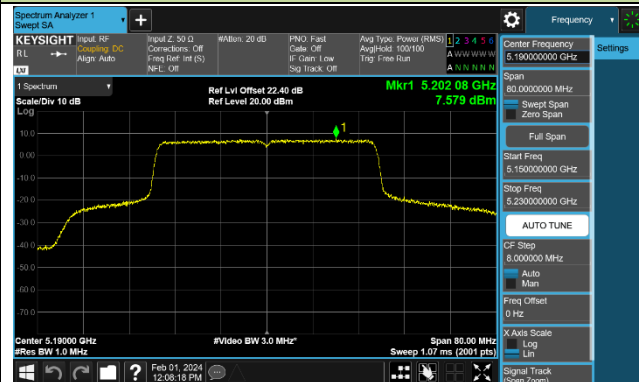 Spectrum Analyzer 1
Swept SA
Frequency
KEYSIGHT
RL
LXI
Input: RF
Coupling: DC
Align: Auto
Input Z: 50 Ω
Corrections: Off
Freq Ref: Int (S)
NFE: Off
#Atten: 20 dB
PNO: Fast
Gate: Off
IF Gain: Low
Sig Track: Off
Avg Type: Power (RMS)
Avg|Hold: 100/100
Trig: Free Run
1 2 3 4 5 6
A W W W W W
A N N N N N
1 Spectrum
Scale/Div 10 dB
Log
Ref Lvl Offset 22.40 dB
Ref Level 20.00 dBm
Mkr1 5.202 08 GHz
7.579 dBm
1
10.0
0.00
-10.0
-20.0
-30.0
-40.0
-50.0
-60.0
-70.0
Center 5.19000 GHz
#Res BW 1.0 MHz
#Video BW 3.0 MHz*
Span 80.00 MHz
Sweep 1.07 ms (2001 pts)
Center Frequency
5.190000000 GHz
Span
80.0000000 MHz
Swept Span
Zero Span
Full Span
Start Freq
5.150000000 GHz
Stop Freq
5.230000000 GHz
AUTO TUNE
CF Step
8.000000 MHz
Auto
Man
Freq Offset
0 Hz
X Axis Scale
Log
Lin
Signal Track
(Span Zoom)
Settings
Feb 01, 2024
12:06:18 PM